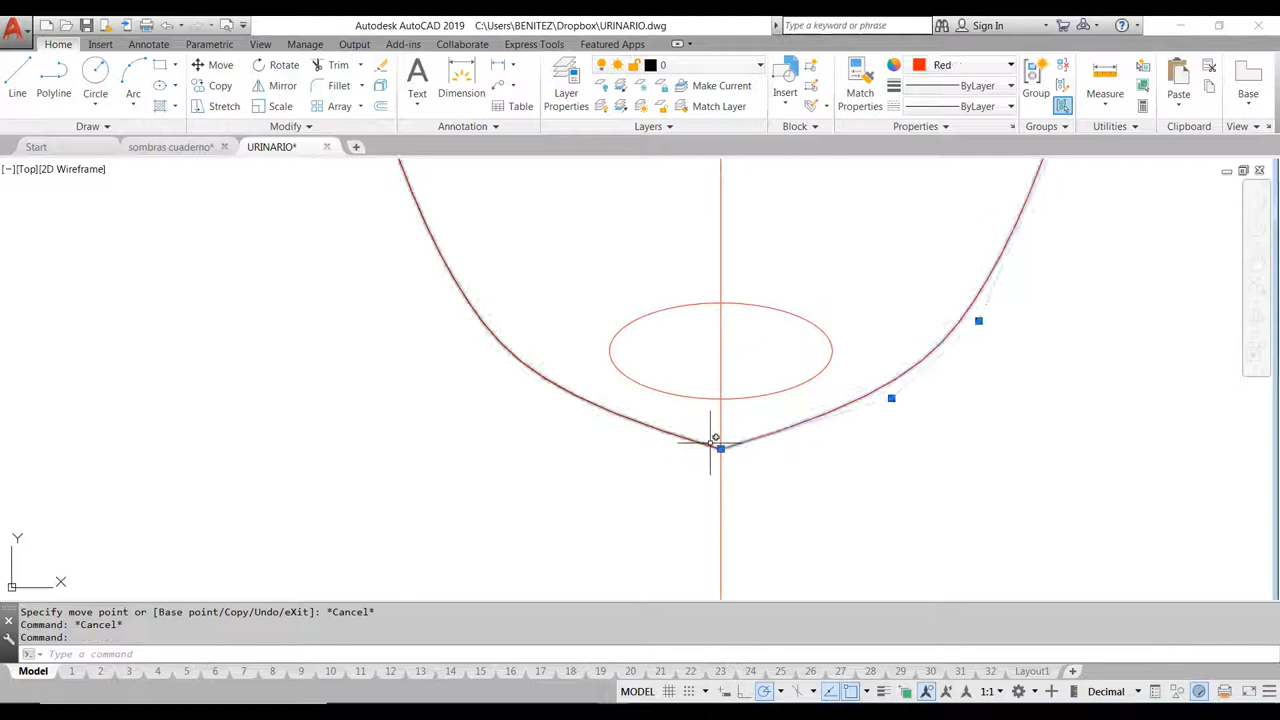 Autodesk AutoCAD 2019 C:\Users\BENITEZ\Dropbox\URINARIO.dwg Type a keyword or phrase Sign In
Home Insert Annotate Parametric View Manage Output Add-ins Collaborate Express Tools Featured Apps
Line Polyline Circle Arc
Move Rotate Trim
Copy Mirror Fillet
Stretch Scale Array
Text Dimension Table
Layer Properties
0
Make Current
Match Layer
Insert
Match Properties
Red
ByLayer
ByLayer
Group Measure Paste Base
Draw Modify Annotation Layers Block Properties Groups Utilities Clipboard View
Start sombras cuaderno* URINARIO*
[−][Top][2D Wireframe]
Y
X
Specify move point or [Base point/Copy/Undo/eXit]: *Cancel*
Command: *Cancel*
Command:
Type a command
Model 1 2 3 4 5 6 7 8 9 10 11 12 13 14 15 16 17 18 19 20 21 22 23 24 25 26 27 28 29 30 31 32 Layout1
MODEL 1:1 Decimal